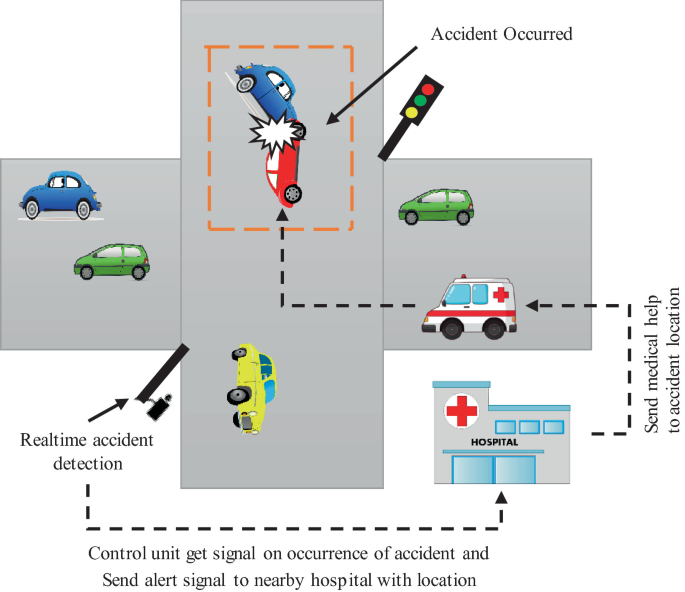 Accident Occurred
Send medical help
to accident location
HOSPITAL
Realtime accident
detection
Control unit get signal on occurrence of accident and
Send alert signal to nearby hospital with location